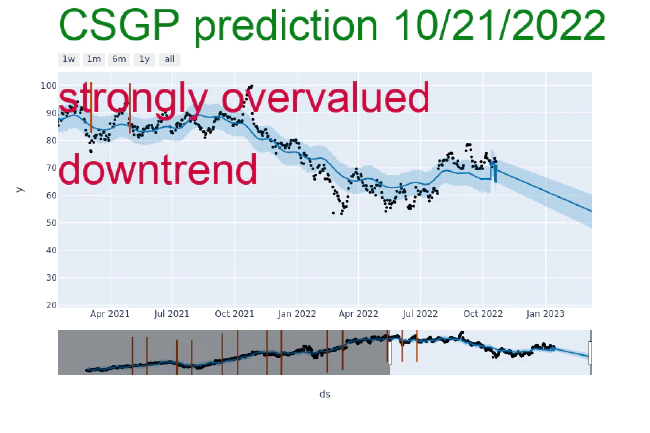 CSGP prediction 10/21/2022
1w 1m 6m 1y all
100
strongly overvalued
90
80
70
downtrend
60
50
40
30
20
y
Apr 2021 Jul 2021 Oct 2021 Jan 2022 Apr 2022 Jul 2022 Oct 2022 Jan 2023
ds